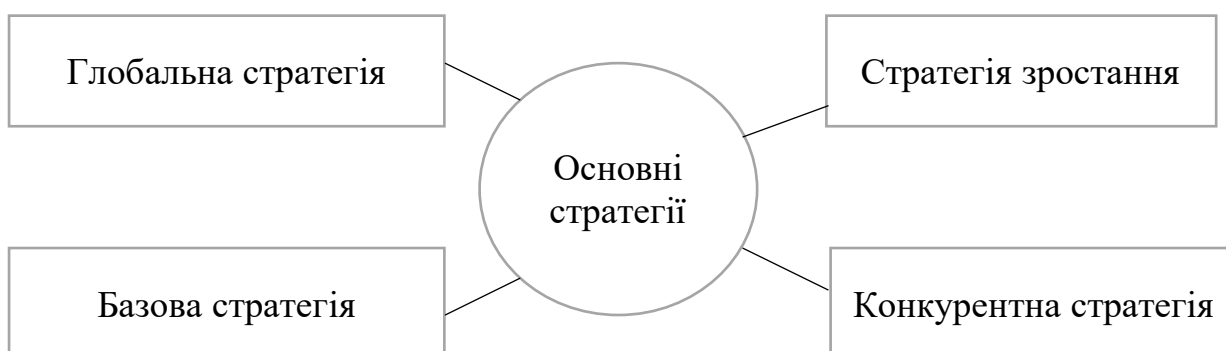 Глобальна стратегія
Стратегія зростання
Основні
стратегії
Базова стратегія
Конкурентна стратегія